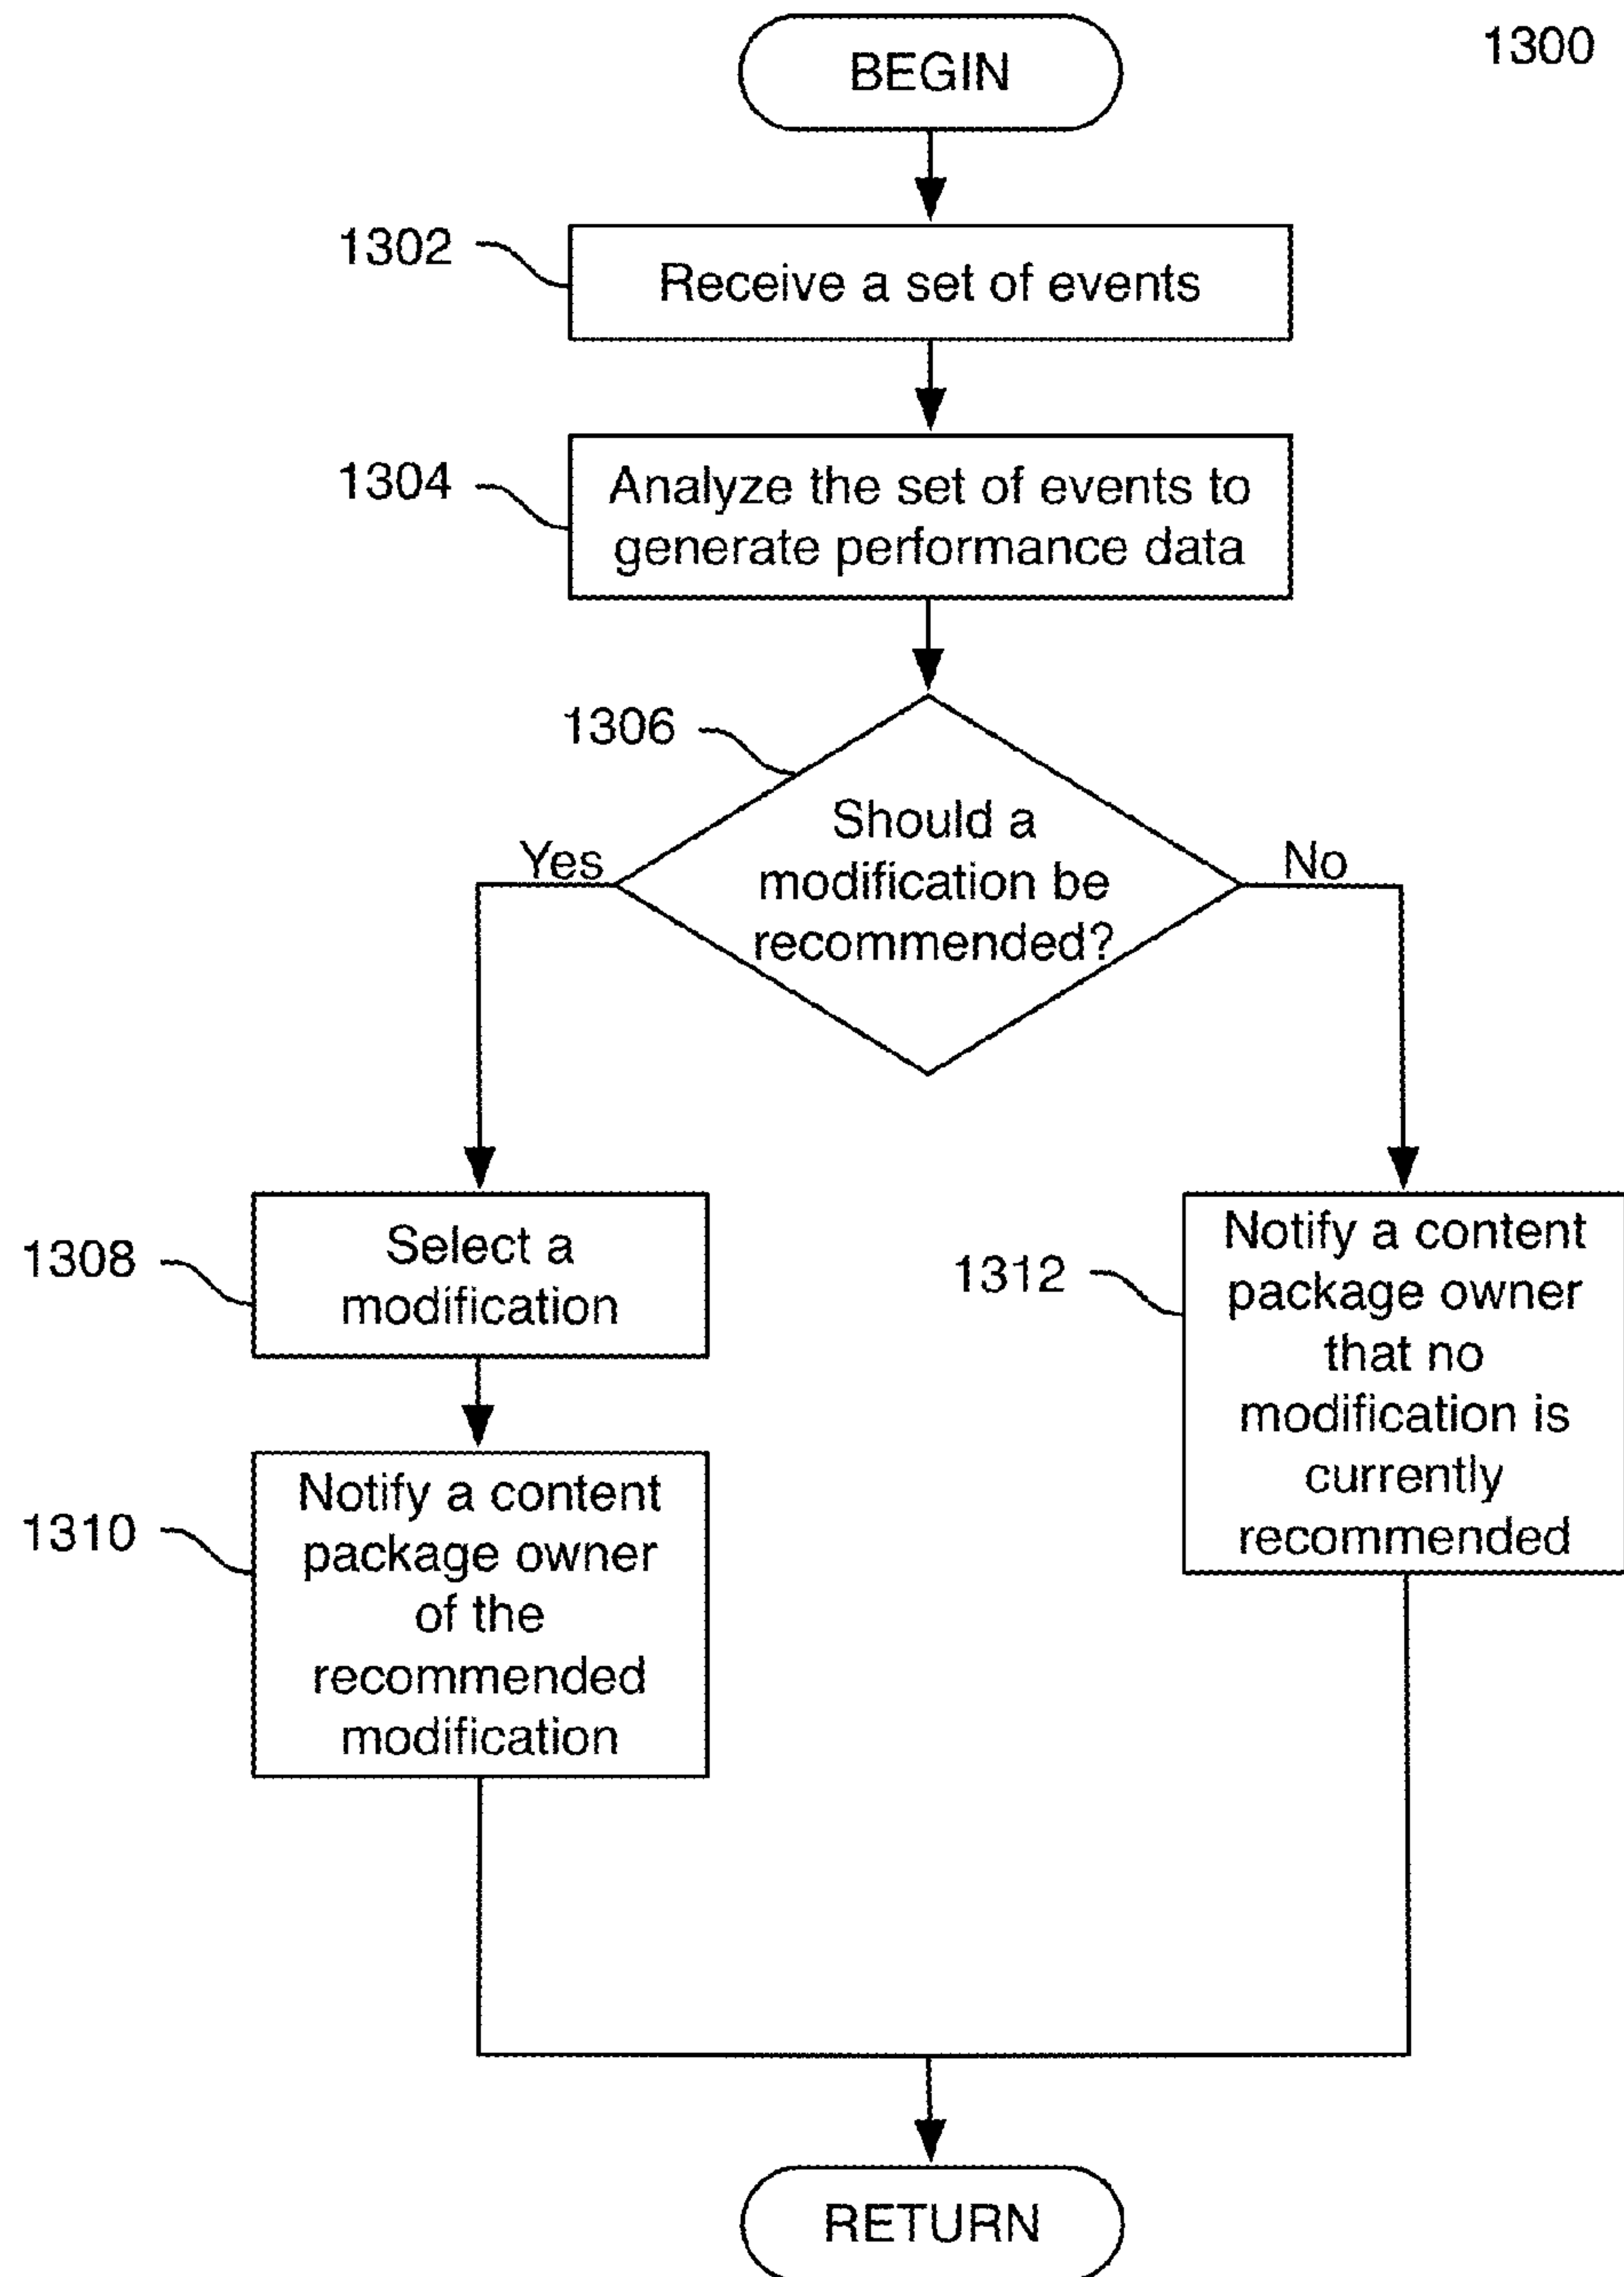 1300
BEGIN
1302
Receive a set of events
1304
Analyze the set of events to
generate performance data
1306
Should a
modification be
recommended?
Yes
No
1308
Select a
modification
1310
Notify a content
package owner
of the
recommended
modification
1312
Notify a content
package owner
that no
modification is
currently
recommended
RETURN